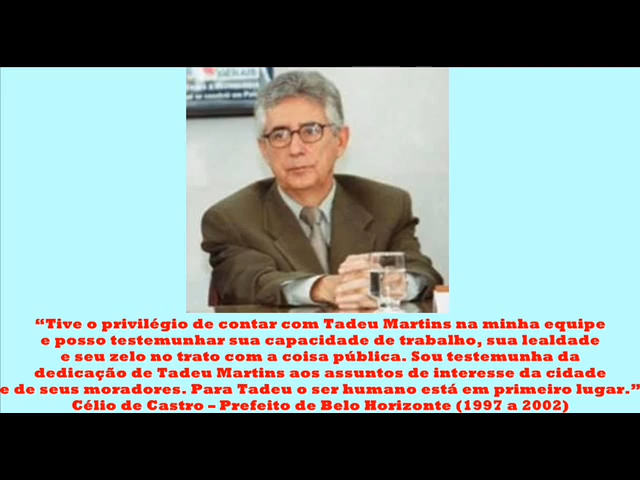 “Tive o privilégio de contar com Tadeu Martins na minha equipe
e posso testemunhar sua capacidade de trabalho, sua lealdade
e seu zelo no trato com a coisa pública. Sou testemunha da
dedicação de Tadeu Martins aos assuntos de interesse da cidade
e de seus moradores. Para Tadeu o ser humano está em primeiro lugar.”
Célio de Castro – Prefeito de Belo Horizonte (1997 a 2002)